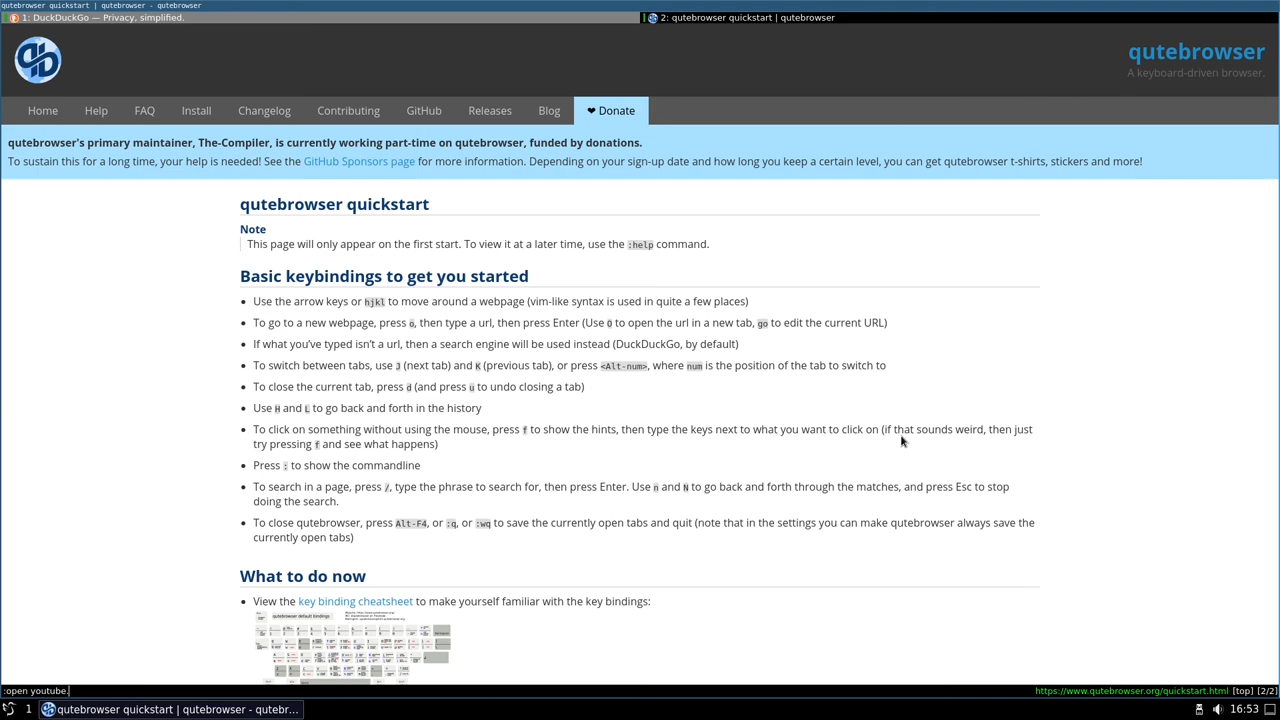 qutebrowser quickstart | qutebrowser - qutebrowser
1: DuckDuckGo — Privacy, simplified.
2: qutebrowser quickstart | qutebrowser
qutebrowser
A keyboard-driven browser.
Home Help FAQ Install Changelog Contributing GitHub Releases Blog ❤ Donate
qutebrowser's primary maintainer, The-Compiler, is currently working part-time on qutebrowser, funded by donations.
To sustain this for a long time, your help is needed! See the GitHub Sponsors page for more information. Depending on your sign-up date and how long you keep a certain level, you can get qutebrowser t-shirts, stickers and more!
qutebrowser quickstart
Note
This page will only appear on the first start. To view it at a later time, use the :help command.
Basic keybindings to get you started
• Use the arrow keys or hjkl to move around a webpage (vim-like syntax is used in quite a few places)
• To go to a new webpage, press o, then type a url, then press Enter (Use O to open the url in a new tab, go to edit the current URL)
• If what you've typed isn't a url, then a search engine will be used instead (DuckDuckGo, by default)
• To switch between tabs, use J (next tab) and K (previous tab), or press <Alt-num>, where num is the position of the tab to switch to
• To close the current tab, press d (and press u to undo closing a tab)
• Use H and L to go back and forth in the history
• To click on something without using the mouse, press f to show the hints, then type the keys next to what you want to click on (if that sounds weird, then just
try pressing f and see what happens)
• Press : to show the commandline
• To search in a page, press /, type the phrase to search for, then press Enter. Use n and N to go back and forth through the matches, and press Esc to stop
doing the search.
• To close qutebrowser, press Alt-F4, or :q, or :wq to save the currently open tabs and quit (note that in the settings you can make qutebrowser always save the
currently open tabs)
What to do now
• View the key binding cheatsheet to make yourself familiar with the key bindings:
qutebrowser default bindings
:open youtube.
https://www.qutebrowser.org/quickstart.html [top] [2/2]
1 qutebrowser quickstart | qutebrowser - qutebr... 16:53